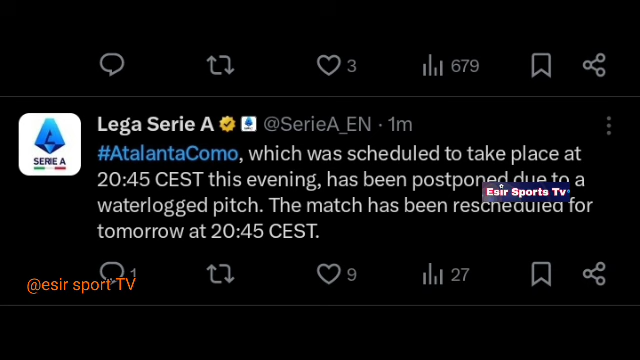 3
679
Lega Serie A @SerieA_EN · 1m
SERIE A
#AtalantaComo, which was scheduled to take place at
20:45 CEST this evening, has been postponed due to a
Esir Sports Tv
waterlogged pitch. The match has been rescheduled for
tomorrow at 20:45 CEST.
1
9
27
@esir sport TV